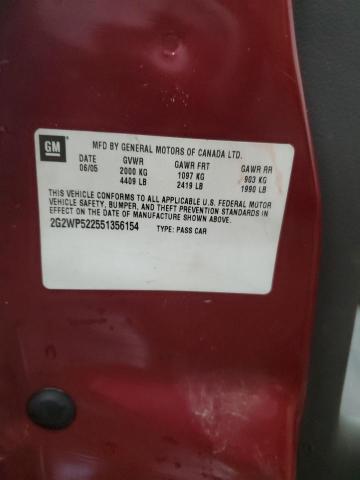 GM
MFD BY GENERAL MOTORS OF CANADA LTD.
DATE GVWR GAWR FRT GAWR RR
06/05 2000 KG 1097 KG 903 KG
4409 LB 2419 LB 1990 LB
THIS VEHICLE CONFORMS TO ALL APPLICABLE U.S. FEDERAL MOTOR
VEHICLE SAFETY, BUMPER, AND THEFT PREVENTION STANDARDS IN
EFFECT ON THE DATE OF MANUFACTURE SHOWN ABOVE.
2G2WP522551356154 TYPE: PASS CAR